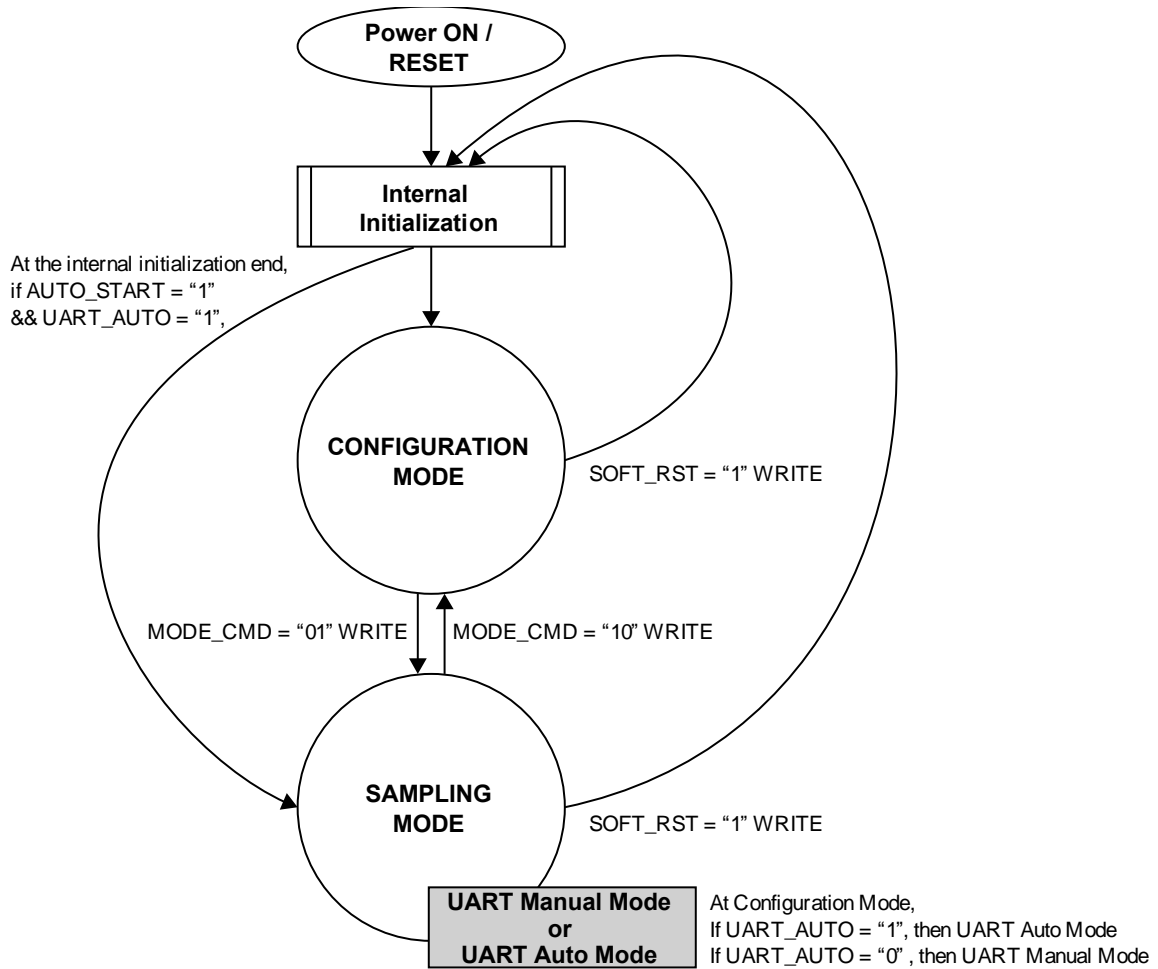 Power ON /
RESET
Internal
Initialization
At the internal initialization end,
if AUTO_START = “1”
&& UART_AUTO = “1”,
CONFIGURATION
MODE
SOFT_RST = “1” WRITE
MODE_CMD = “01” WRITE
MODE_CMD = “10” WRITE
SAMPLING
MODE
SOFT_RST = “1” WRITE
UART Manual Mode
or
UART Auto Mode
At Configuration Mode,
If UART_AUTO = “1”, then UART Auto Mode
If UART_AUTO = “0” , then UART Manual Mode